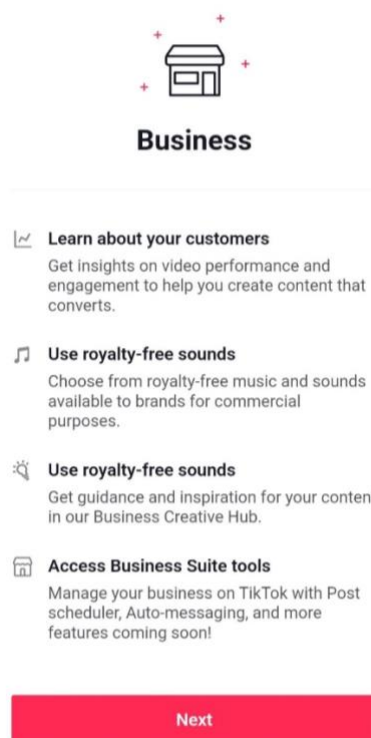 Business
Learn about your customers
Get insights on video performance and
engagement to help you create content that
converts.
Use royalty-free sounds
Choose from royalty-free music and sounds
available to brands for commercial
purposes.
Use royalty-free sounds
Get guidance and inspiration for your conten
in our Business Creative Hub.
Access Business Suite tools
Manage your business on TikTok with Post
scheduler, Auto-messaging, and more
features coming soon!
Next